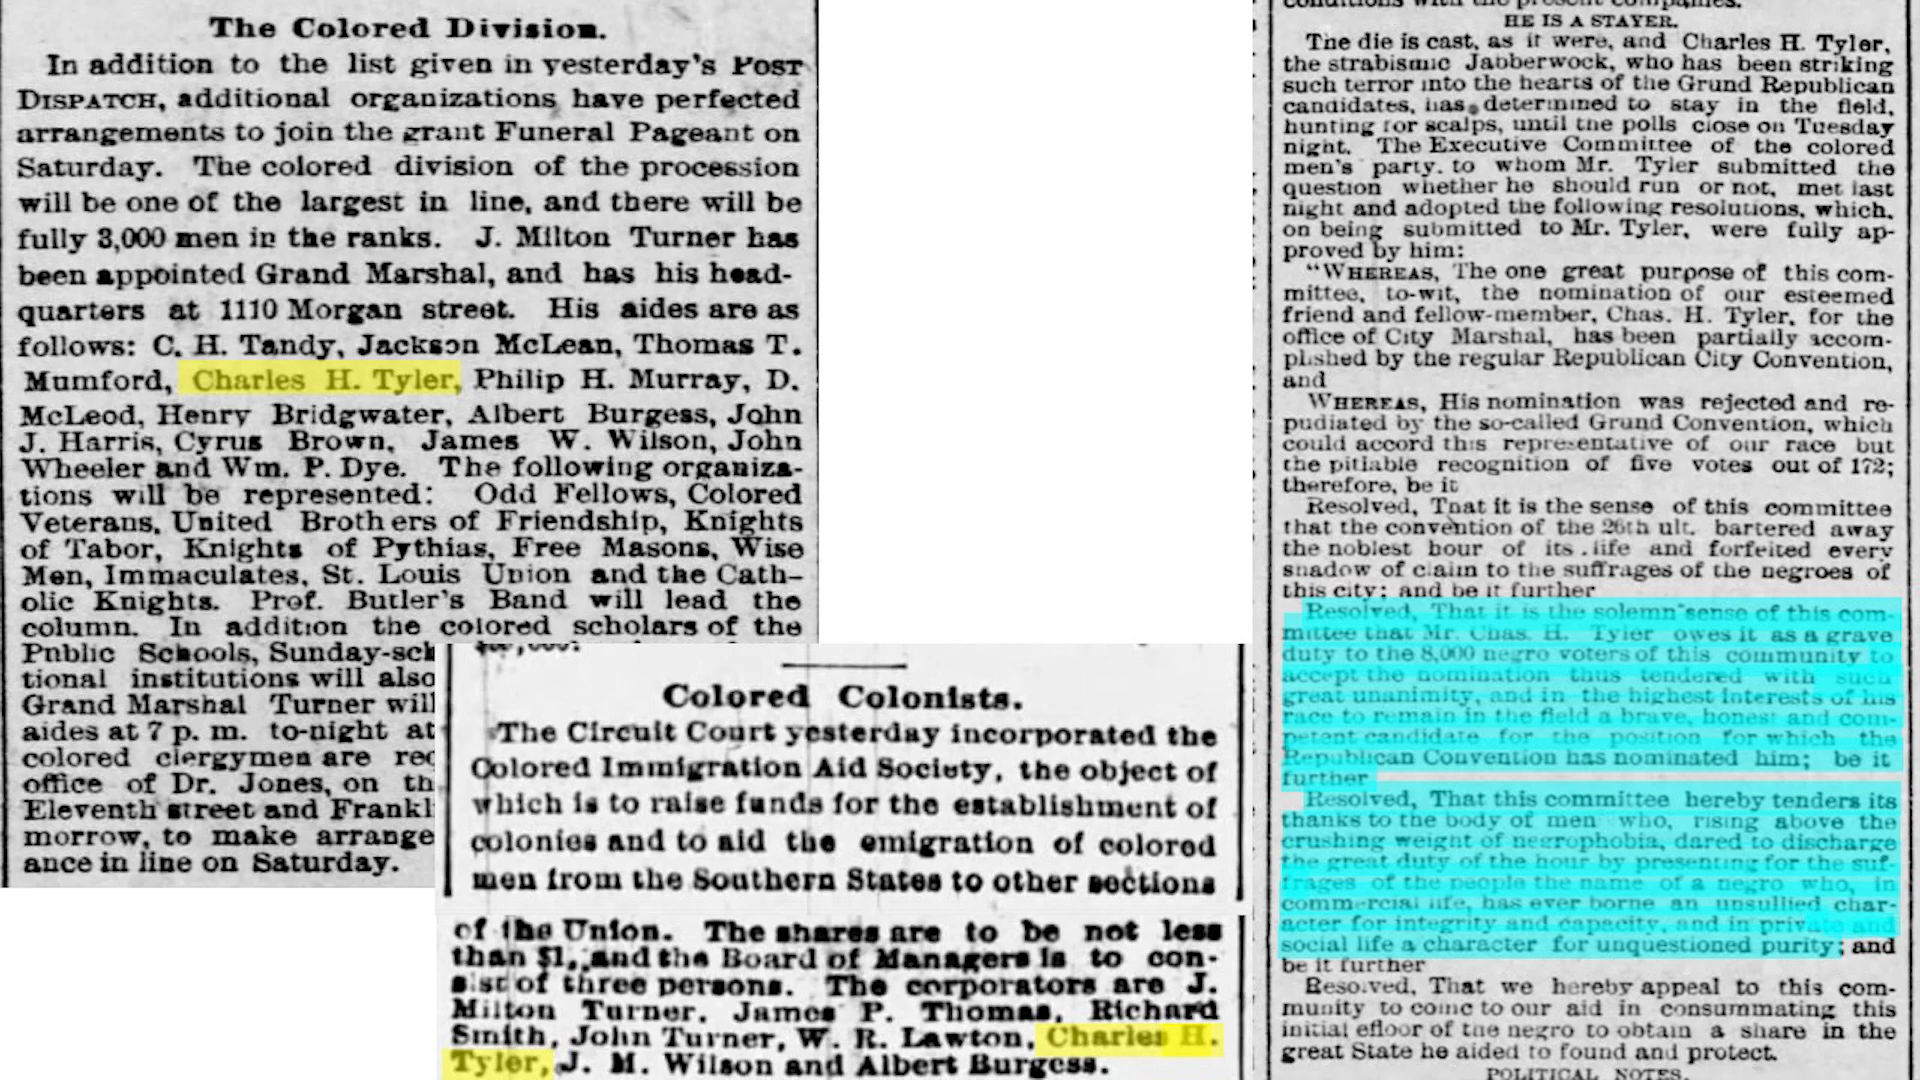 The Colored Division.
In addition to the list given in yesterday's POST
DISPATCH, additional organizations have perfected
arrangements to join the grant Funeral Pageant on
Saturday. The colored division of the procession
will be one of the largest in line, and there will be
fully 3,000 men in the ranks. J. Milton Turner has
been appointed Grand Marshal, and has his head-
quarters at 1110 Morgan street. His aides are as
follows: C. H. Tandy, Jackson McLean, Thomas T.
Mumford, Charles H. Tyler, Philip H. Murray, D.
McLeod, Henry Bridgwater, Albert Burgess, John
J. Harris, Cyrus Brown, James W. Wilson, John
Wheeler and Wm. P. Dye. The following organiza-
tions will be represented: Odd Fellows, Colored
Veterans, United Brothers of Friendship, Knights
of Tabor, Knights of Pythias, Free Masons, Wise
Men, Immaculates, St. Louis Union and the Cath-
olic Knights. Prof. Butler's Band will lead the
column. In addition the colored scholars of the
Public Schools, Sunday-sc
tional institutions will also
Grand Marshal Turner will
aides at 7 p. m. to-night at
colored clergymen are rec
office of Dr. Jones, on th
Eleventh street and Frankl
morrow, to make arrange
ance in line on Saturday.
Colored Colonists.
The Circuit Court yesterday incorporated the
Colored Immigration Aid Society, the object of
which is to raise funds for the establishment of
colonies and to aid the emigration of colored
men from the Southern States to other sections
of the Union. The shares are to be not less
than $1, and the Board of Managers is to con-
sist of three persons. The corporators are J.
Milton Turner, James P. Thomas, Richard
Smith, John Turner, W. R. Lawton, Charles H.
Tyler, J. M. Wilson and Albert Burgess.
conditions with the present companies.
HE IS A STAYER.
The die is cast, as it were, and Charles H. Tyler,
the strabismic Jabberwock, who has been striking
such terror into the hearts of the Grund Republican
candidates, has determined to stay in the field,
hunting for scalps, until the polls close on Tuesday
night. The Executive Committee of the colored
men's party, to whom Mr. Tyler submitted the
question whether he should run or not, met last
night and adopted the following resolutions, which,
on being submitted to Mr. Tyler, were fully ap-
proved by him:
"WHEREAS, The one great purpose of this com-
mittee, to-wit, the nomination of our esteemed
friend and fellow-member, Chas. H. Tyler, for the
office of City Marshal, has been partially accom-
plished by the regular Republican City Convention,
and
WHEREAS, His nomination was rejected and re-
pudiated by the so-called Grund Convention, which
could accord this representative of our race but
the pitiable recognition of five votes out of 172;
therefore, be it
Resolved, That it is the sense of this committee
that the convention of the 26th ult. bartered away
the noblest hour of its life and forfeited every
shadow of claim to the suffrages of the negroes of
this city; and be it further
Resolved, That it is the solemn sense of this com-
mittee that Mr. Chas. H. Tyler owes it as a grave
duty to the 8,000 negro voters of this community to
accept the nomination thus tendered with such
great unanimity, and in the highest interests of his
race to remain in the field a brave, honest and com-
petent candidate for the position for which the
Republican Convention has nominated him; be it
further
Resolved, That this committee hereby tenders its
thanks to the body of men who, rising above the
crushing weight of negrophobia, dared to discharge
the great duty of the hour by presenting for the suf-
frages of the people the name of a negro who, in
commercial life, has ever borne an unsullied char-
acter for integrity and capacity, and in private and
social life a character for unquestioned purity; and
be it further
Resolved, That we hereby appeal to this com-
munity to come to our aid in consummating this
initial effort of the negro to obtain a share in the
great State he aided to found and protect.
POLITICAL NOTES.